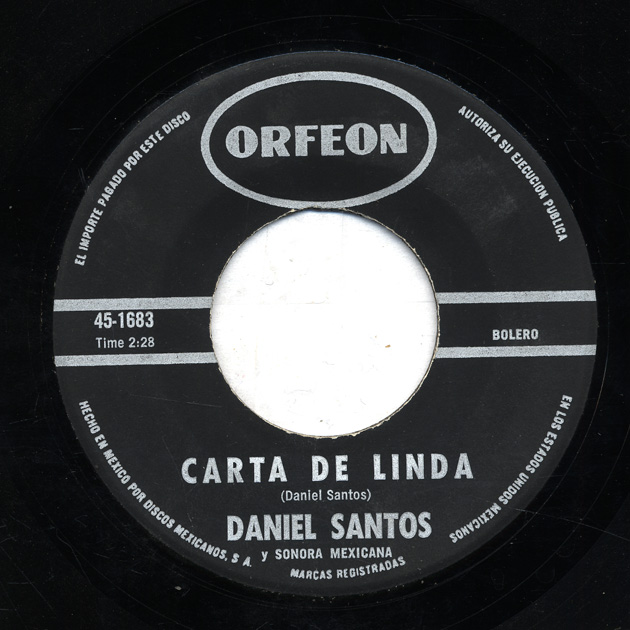 ORFEON
EL IMPORTE PAGADO POR ESTE DISCO
AUTORIZA SU EJECUCION PUBLICA
45-1683
Time 2:28
BOLERO
CARTA DE LINDA
(Daniel Santos)
DANIEL SANTOS
y SONORA MEXICANA
HECHO EN MEXICO POR DISCOS MEXICANOS, S A.
MARCAS REGISTRADAS
EN LOS ESTADOS UNIDOS MEXICANOS